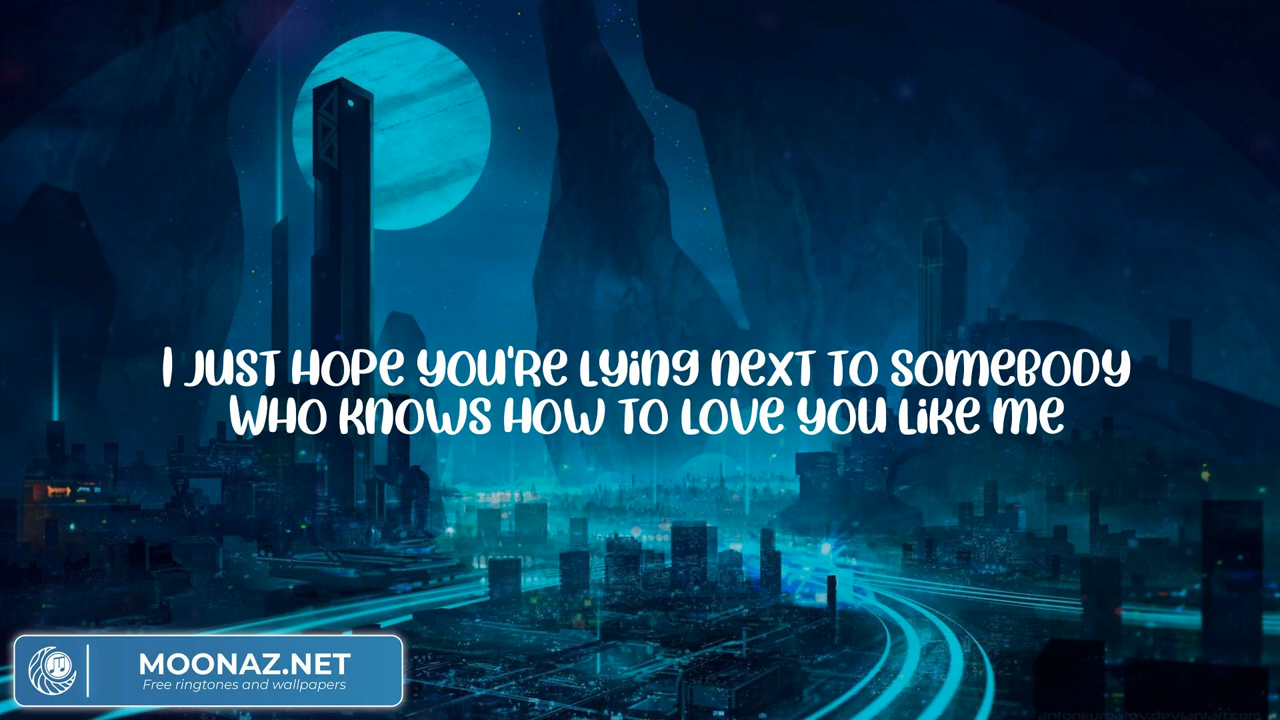 I JUST HOPE YOU'RE LYING NEXT TO SOMEBODY
WHO KNOWS HOW TO LOVE YOU LIKE ME
MOONAZ.NET
Free ringtones and wallpapers